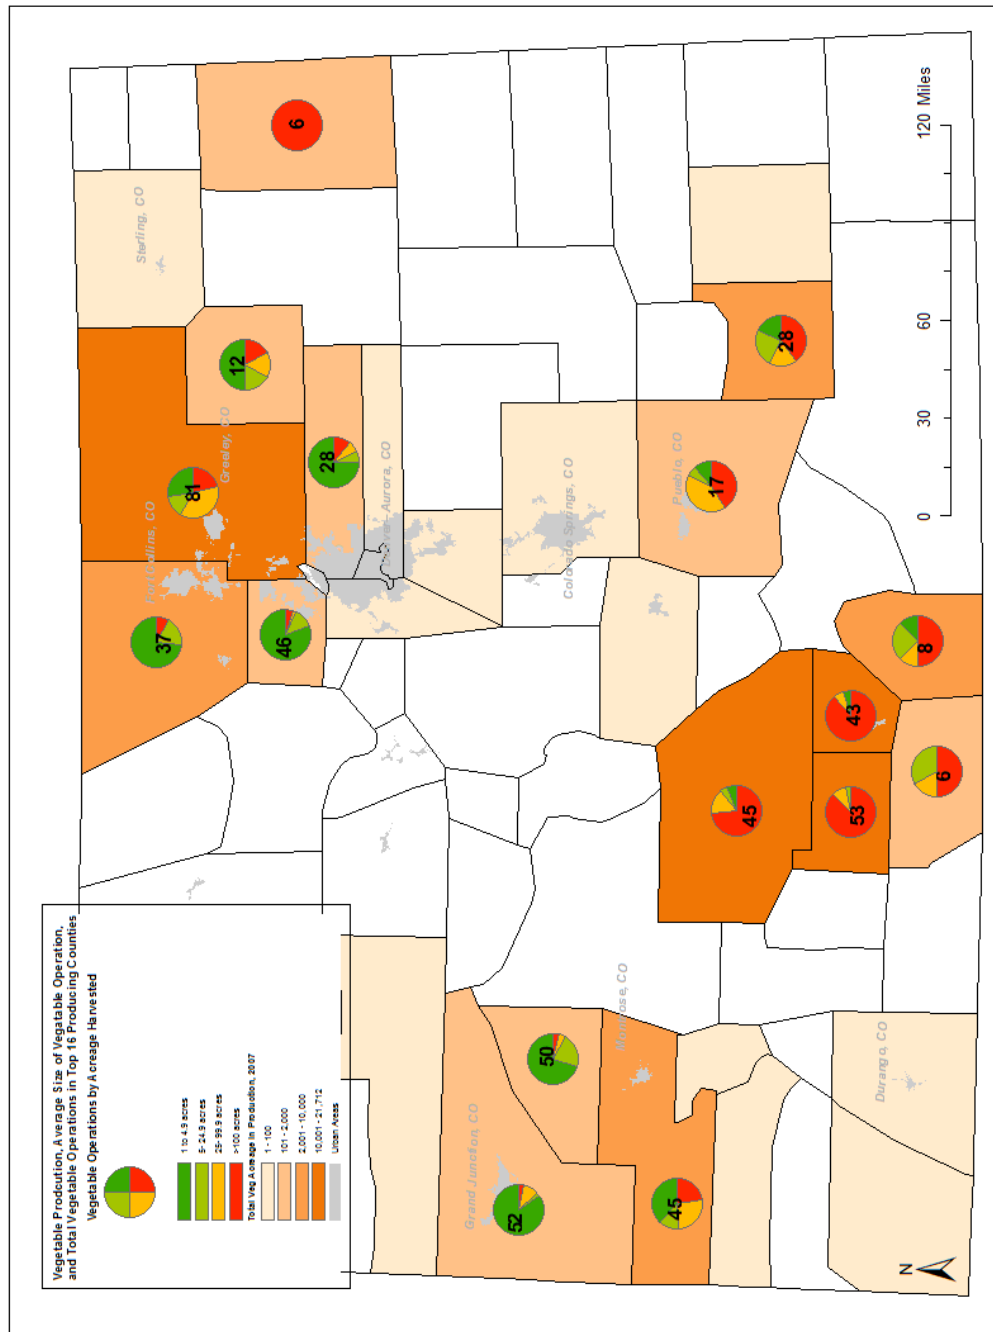 Vegetable Prodcution, Average Size of Vegatable Operation,
and Total Vegetable Operations in Top 16 Producing Counties
Vegetable Operations by Acreage Harvested
1 to 4.9 acres
5- 24.9 acres
25- 99.9 acres
>100 acres
Total Veg Acreage in Production, 2007
1 - 100
101 - 2,000
2,001 - 10,000
10,001 - 21,712
Urban Areas
Sterling, CO
Fort Collins, CO
Greeley, CO
Aurora, CO
Colorado Springs, CO
Pueblo, CO
Grand Junction, CO
Montrose, CO
Durango, CO
37
81
12
6
46
28
52
50
45
45
53
43
6
8
17
28
N
0 30 60 120 Miles